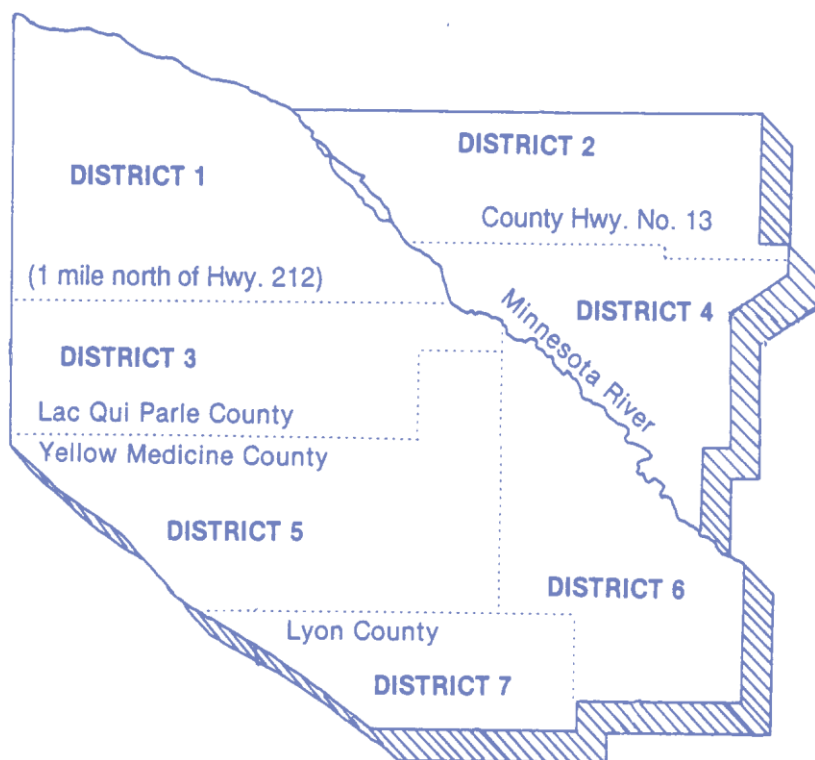 DISTRICT 2
DISTRICT 1
County Hwy. No. 13
(1 mile north of Hwy. 212)
Minnesota River
DISTRICT 4
DISTRICT 3
Lac Qui Parle County
Yellow Medicine County
DISTRICT 5
DISTRICT 6
Lyon County
DISTRICT 7